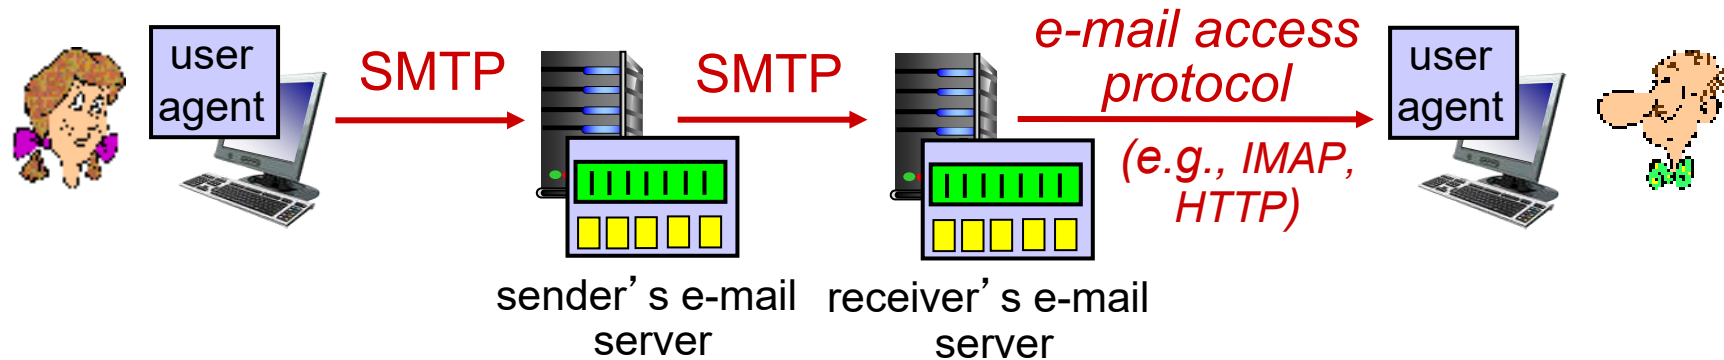 user
agent
SMTP
SMTP
e-mail access
protocol
(e.g., IMAP,
HTTP)
user
agent
sender’ s e-mail
server
receiver’ s e-mail
server